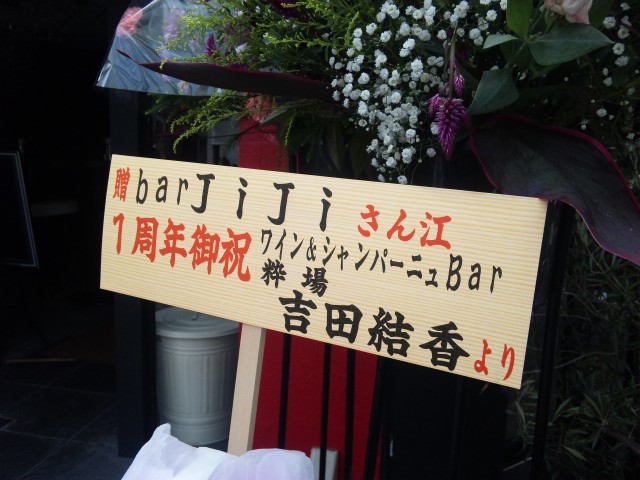 贈 barJiJi さん江
1周年御祝
ワイン&シャンパーニュBar
粋場
吉田結香より